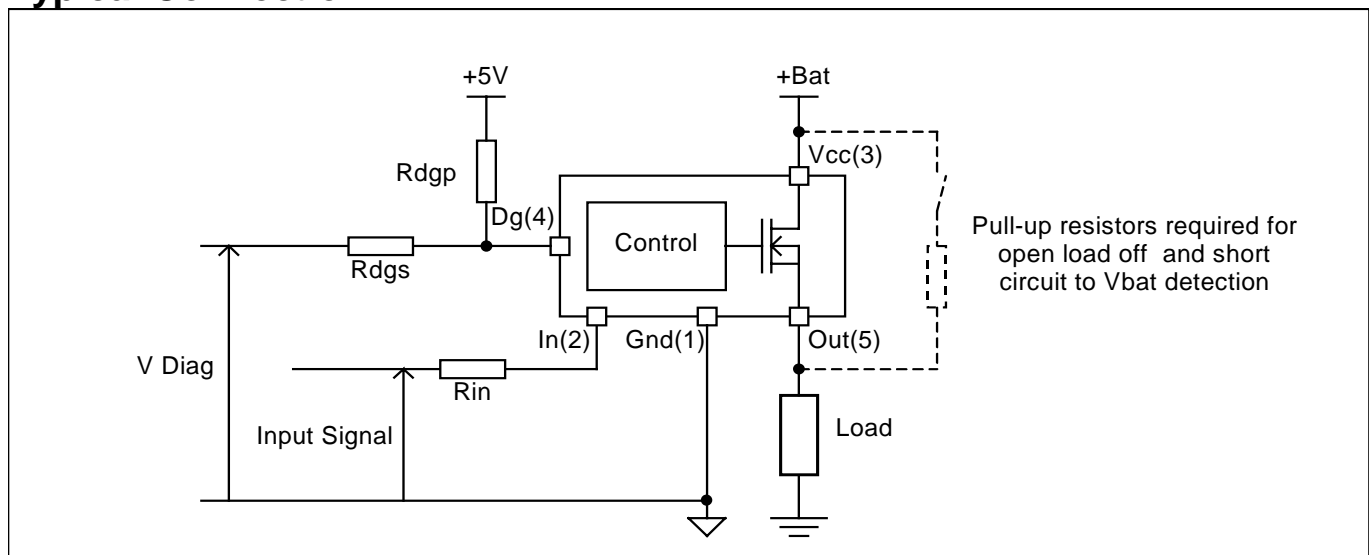 +5V
+Bat
Vcc(3)
Rdgp
Dg(4)
Control
Rdgs
Pull-up resistors required for
open load off and short
circuit to Vbat detection
In(2)
Gnd(1)
Out(5)
V Diag
Rin
Input Signal
Load